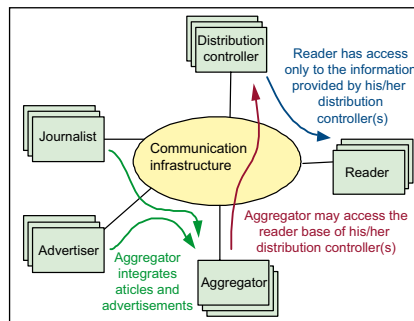 Distribution
controller
Reader has access
only to the information
provided by his/her
distribution
controller(s)
Journalist
Communication
infrastructure
Reader
Advertiser
Aggregator
integrates
aticles and
advertisements
Aggregator may access the
reader base of his/her
distribution controller(s)
Aggregator